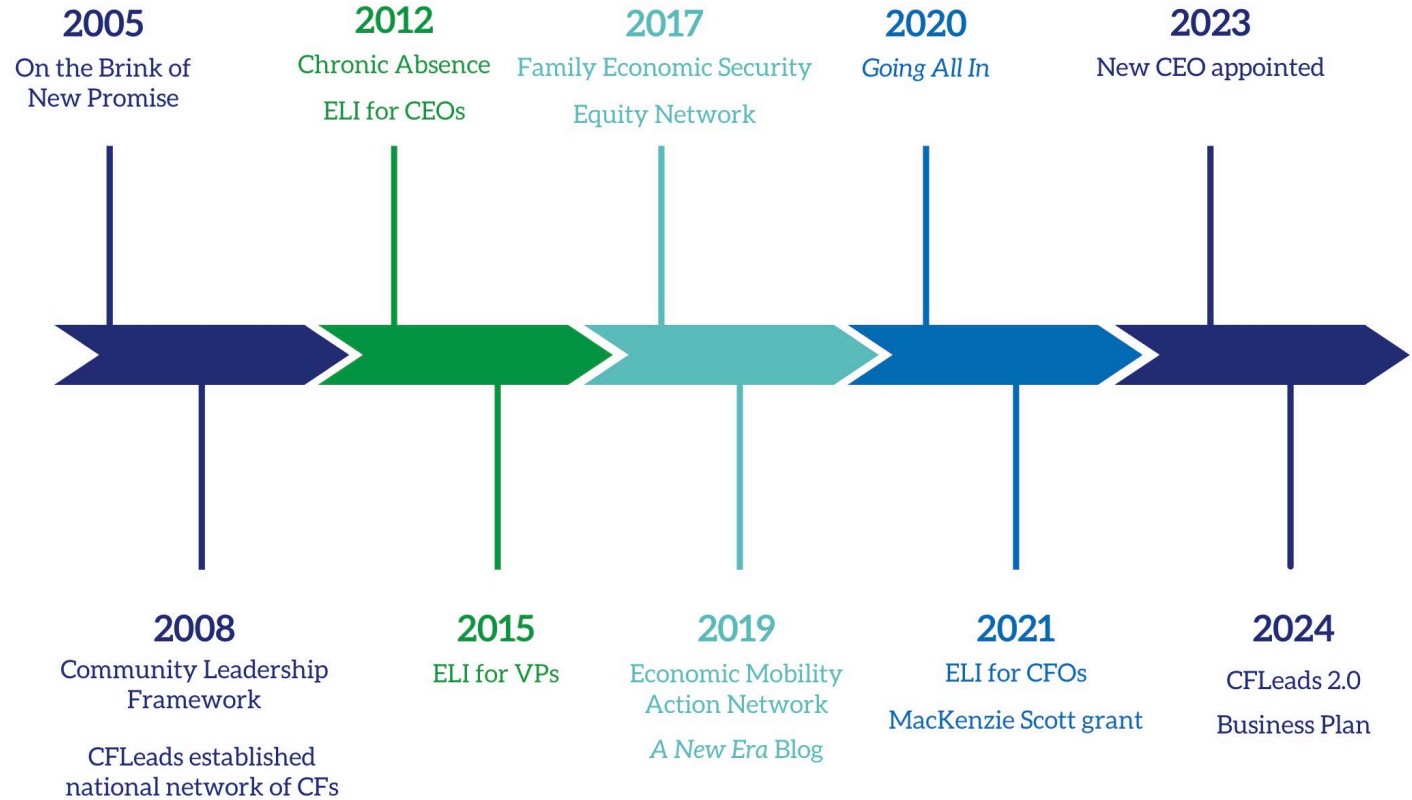 2005
On the Brink of
New Promise
2012
Chronic Absence
ELI for CEOs
2017
Family Economic Security
Equity Network
2020
Going All In
2023
New CEO appointed
2008
Community Leadership
Framework
CFLeads established
national network of CFs
2015
ELI for VPs
2019
Economic Mobility
Action Network
A New Era Blog
2021
ELI for CFOs
MacKenzie Scott grant
2024
CFLeads 2.0
Business Plan